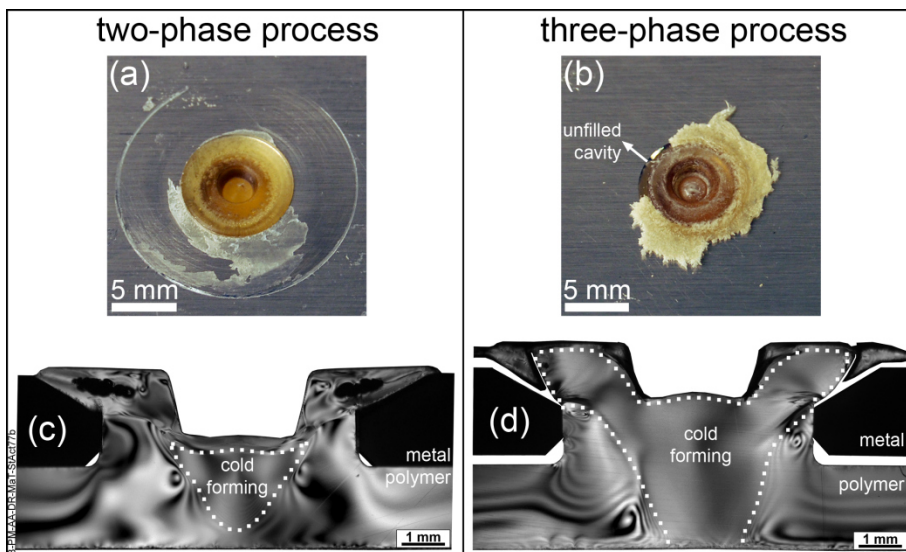 two-phase process
three-phase process
(a)
5 mm
(b)
unfilled
cavity
5 mm
(c)
cold
forming
metal
polymer
1 mm
(d)
cold
forming
metal
polymer
1 mm